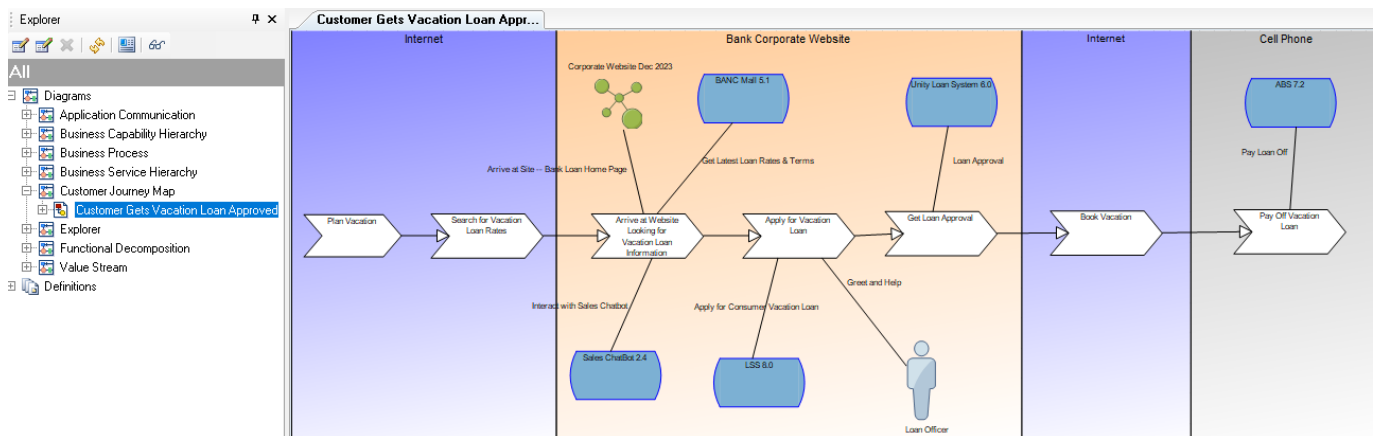 Explorer
All
Diagrams
Application Communication
Business Capability Hierarchy
Business Process
Business Service Hierarchy
Customer Journey Map
Customer Gets Vacation Loan Approved
Explorer
Functional Decomposition
Value Stream
Definitions
Customer Gets Vacation Loan Appr...
Internet
Bank Corporate Website
Internet
Cell Phone
Corporate Website Dec 2023
BANC Mall 5.1
Unity Loan System 6.0
ABS 7.2
Arrive at Site -- Bank Loan Home Page
Get Latest Loan Rates & Terms
Loan Approval
Pay Loan Off
Plan Vacation
Search for Vacation
Loan Rates
Arrive at Website
Looking for
Vacation Loan
Information
Apply for Vacation
Loan
Get Loan Approval
Book Vacation
Pay Off Vacation
Loan
Interact with Sales Chatbot
Apply for Consumer Vacation Loan
Greet and Help
Sales ChatBot 2.4
LSS 8.0
Loan Officer